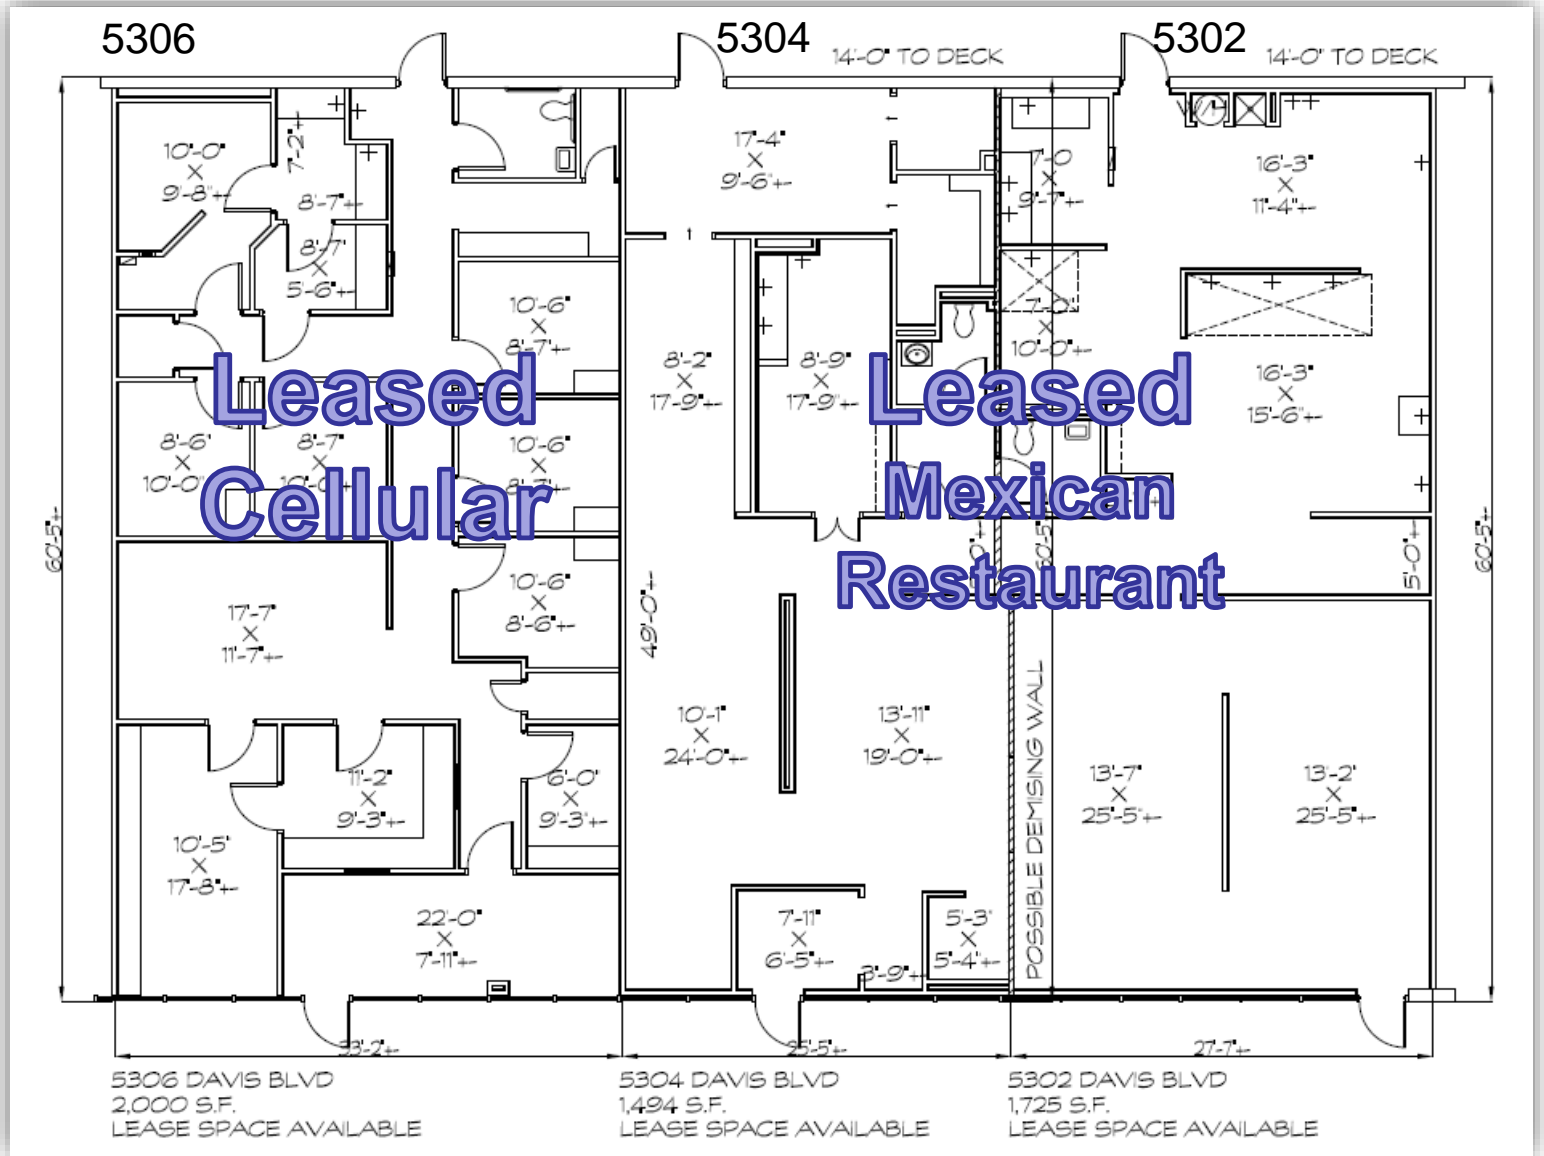 5306
5304
5302
14'-0" TO DECK
14'-0" TO DECK
10'-0"
X
9'-8"+-
7'-2"+-
8'-7"+-
8'-7"
X
5'-6"+-
17'-4"
X
9'-6"+-
7'-0
X
9'-7"+-
W/H
16'-3"
X
11'-4"+-
10'-6"
X
8'-7"+-
8'-2"
X
17'-9"+-
8'-9"
X
17'-9"+-
7'-0"
X
10'-0"+-
16'-3"
X
15'-6"+-
Leased
Cellular
Leased
Mexican
Restaurant
8'-6"
X
10'-0"
8'-7"
X
10'-0"+-
10'-6"
X
8'-7"+-
10'-6"
X
8'-6"+-
60'-5"+-
60'-5"+-
60'-5"+-
5'-0"+-
49'-0"+-
17'-7"
X
11'-7"+-
10'-1"
X
24'-0"+-
13'-11"
X
19'-0"+-
POSSIBLE DEMISING WALL
13'-7"
X
25'-5"+-
13'-2"
X
25'-5"+-
11'-2"
X
9'-3"+-
6'-0"
X
9'-3"+-
10'-5"
X
17'-8"+-
22'-0"
X
7'-11"+-
7'-11"
X
6'-5"+-
3'-9"+-
5'-3"
X
5'-4"+-
33'-2"+-
25'-5"+-
27'-7"+-
5306 DAVIS BLVD
2,000 S.F.
LEASE SPACE AVAILABLE
5304 DAVIS BLVD
1,494 S.F.
LEASE SPACE AVAILABLE
5302 DAVIS BLVD
1,725 S.F.
LEASE SPACE AVAILABLE